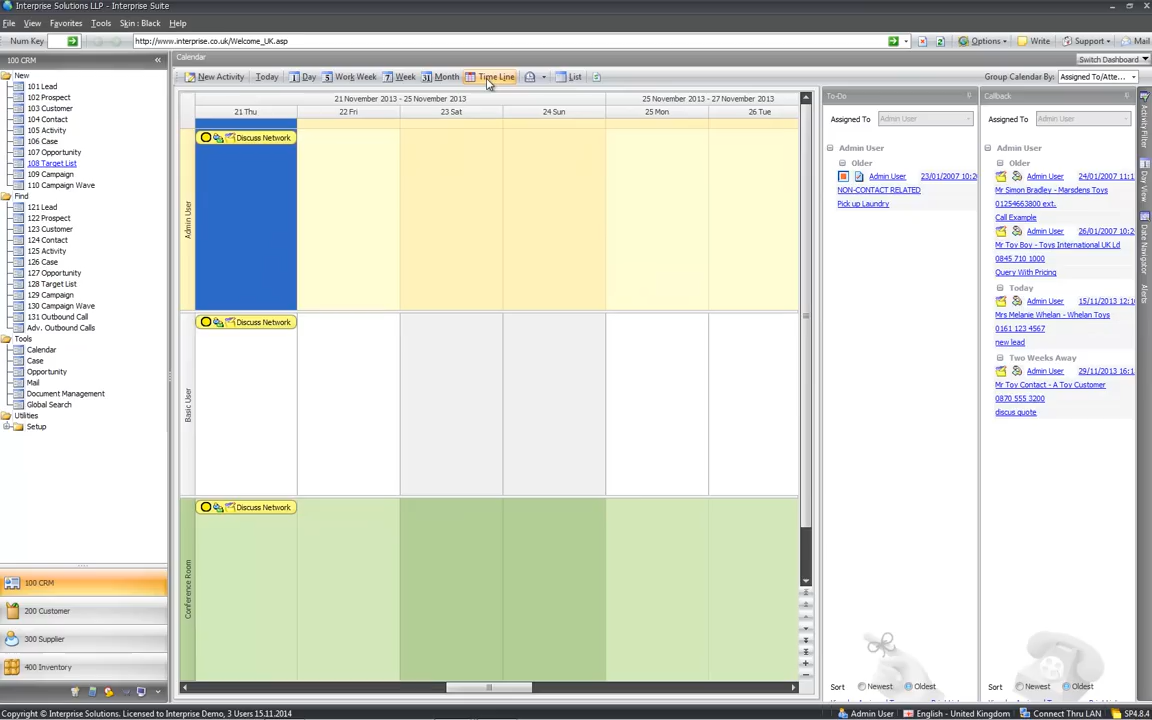 Interprise Solutions LLP - Interprise Suite
File View Favorites Tools Skin : Black Help
Num Key http://www.interprise.co.uk/Welcome_UK.asp Options Write Support Mail
100 CRM « Calendar Switch Dashboard
New Activity Today 1 Day 5 Work Week 7 Week 31 Month Time Line List Group Calendar By: Assigned To/Atte...
New
101 Lead
102 Prospect
103 Customer
104 Contact
105 Activity
106 Case
107 Opportunity
108 Target List
109 Campaign
110 Campaign Wave
Find
121 Lead
122 Prospect
123 Customer
124 Contact
125 Activity
126 Case
127 Opportunity
128 Target List
129 Campaign
130 Campaign Wave
131 Outbound Call
Adv. Outbound Calls
Tools
Calendar
Case
Opportunity
Mail
Document Management
Global Search
Utilities
Setup
100 CRM
200 Customer
300 Supplier
400 Inventory
21 November 2013 - 25 November 2013 25 November 2013 - 27 November 2013
21 Thu 22 Fri 23 Sat 24 Sun 25 Mon 26 Tue
Admin User
Discuss Network
Basic User
Discuss Network
Conference Room
Discuss Network
To-Do
Assigned To Admin User
Admin User
Older
Admin User 23/01/2007 10:2
NON-CONTACT RELATED
Pick up Laundry
Sort Newest Oldest
Callback
Assigned To Admin User
Admin User
Older
Admin User 24/01/2007 11:1
Mr Simon Bradley - Marsdens Toys
01254663800 ext.
Call Example
Admin User 26/01/2007 10:2
Mr Toy Boy - Toys International UK Ld
0845 710 1000
Query With Pricing
Today
Admin User 15/11/2013 12:1
Mrs Melanie Whelan - Whelan Toys
0161 123 4567
new lead
Two Weeks Away
Admin User 29/11/2013 16:1
Mr Toy Contact - A Toy Customer
0870 555 3200
discus quote
Sort Newest Oldest
Activity Filter
Day View
Date Navigator
Alerts
Interprise Solutions. Licensed to Interprise Demo, 3 Users 15.11.2014 Admin User English - United Kingdom Connect Thru LAN SP4.8.4